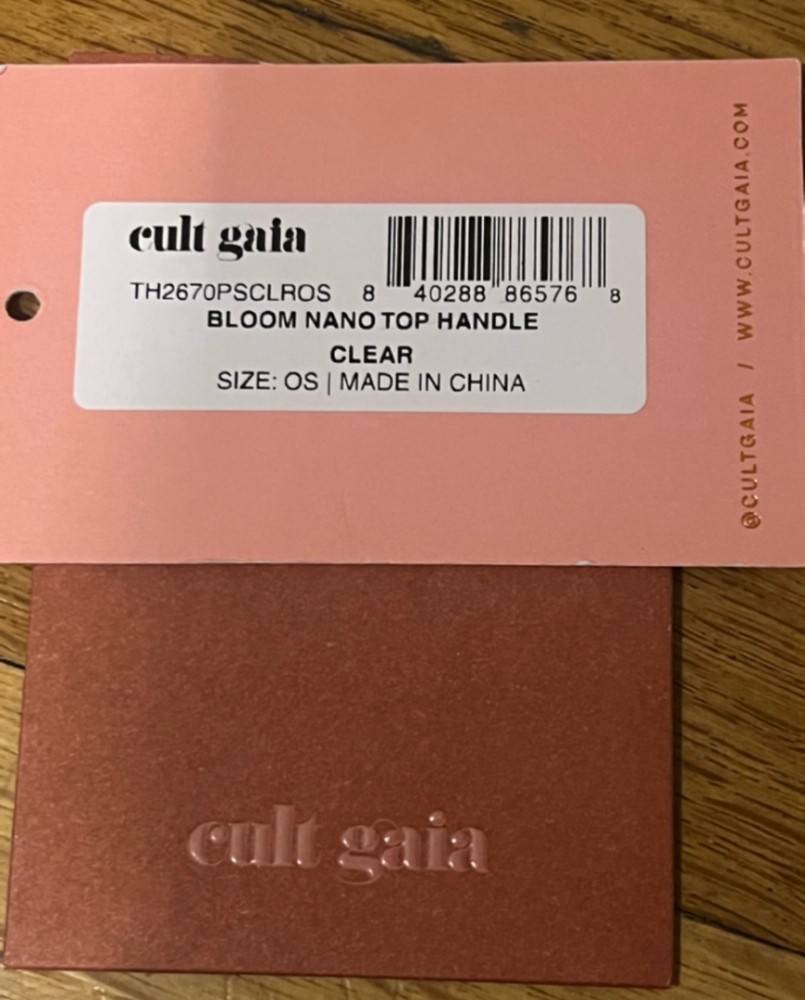 cult gaia
TH2670PSCLROS 8 40288 86576 8
BLOOM NANO TOP HANDLE
CLEAR
SIZE: OS | MADE IN CHINA
@CULTGAIA / WWW.CULTGAIA.COM
cult gaia